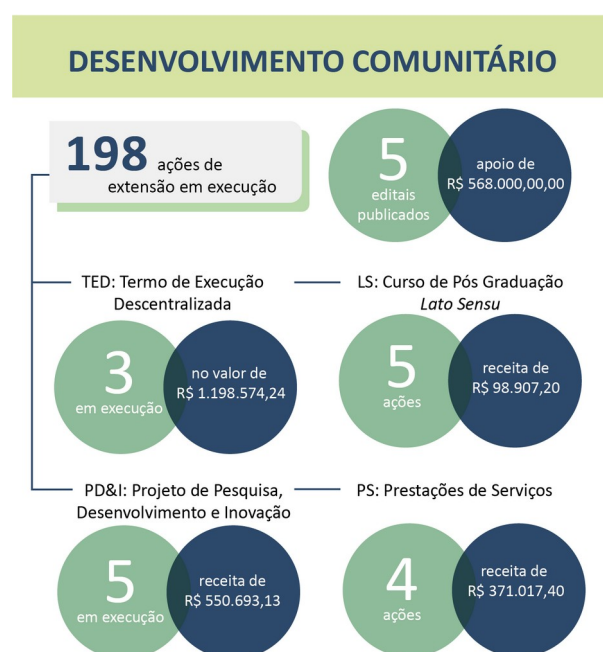 DESENVOLVIMENTO COMUNITÁRIO
198 ações de
extensão em execução
5
editais
publicados
apoio de
R$ 568.000,00,00
TED: Termo de Execução
Descentralizada
3
em execução
no valor de
R$ 1.198.574,24
LS: Curso de Pós Graduação
Lato Sensu
5
ações
receita de
R$ 98.907,20
PD&I: Projeto de Pesquisa,
Desenvolvimento e Inovação
5
em execução
receita de
R$ 550.693,13
PS: Prestações de Serviços
4
ações
receita de
R$ 371.017,40